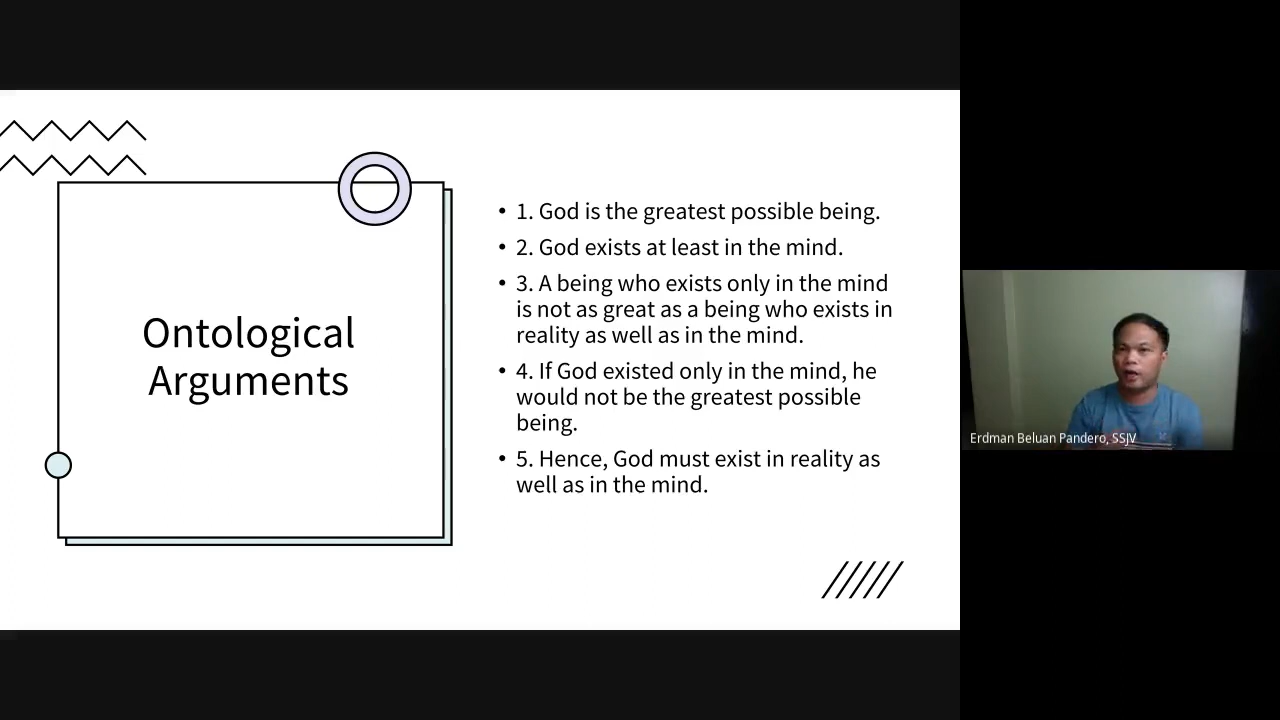 Ontological
Arguments
• 1. God is the greatest possible being.
• 2. God exists at least in the mind.
• 3. A being who exists only in the mind
is not as great as a being who exists in
reality as well as in the mind.
• 4. If God existed only in the mind, he
would not be the greatest possible
being.
• 5. Hence, God must exist in reality as
well as in the mind.
Erdman Beluan Pandero, SSJV